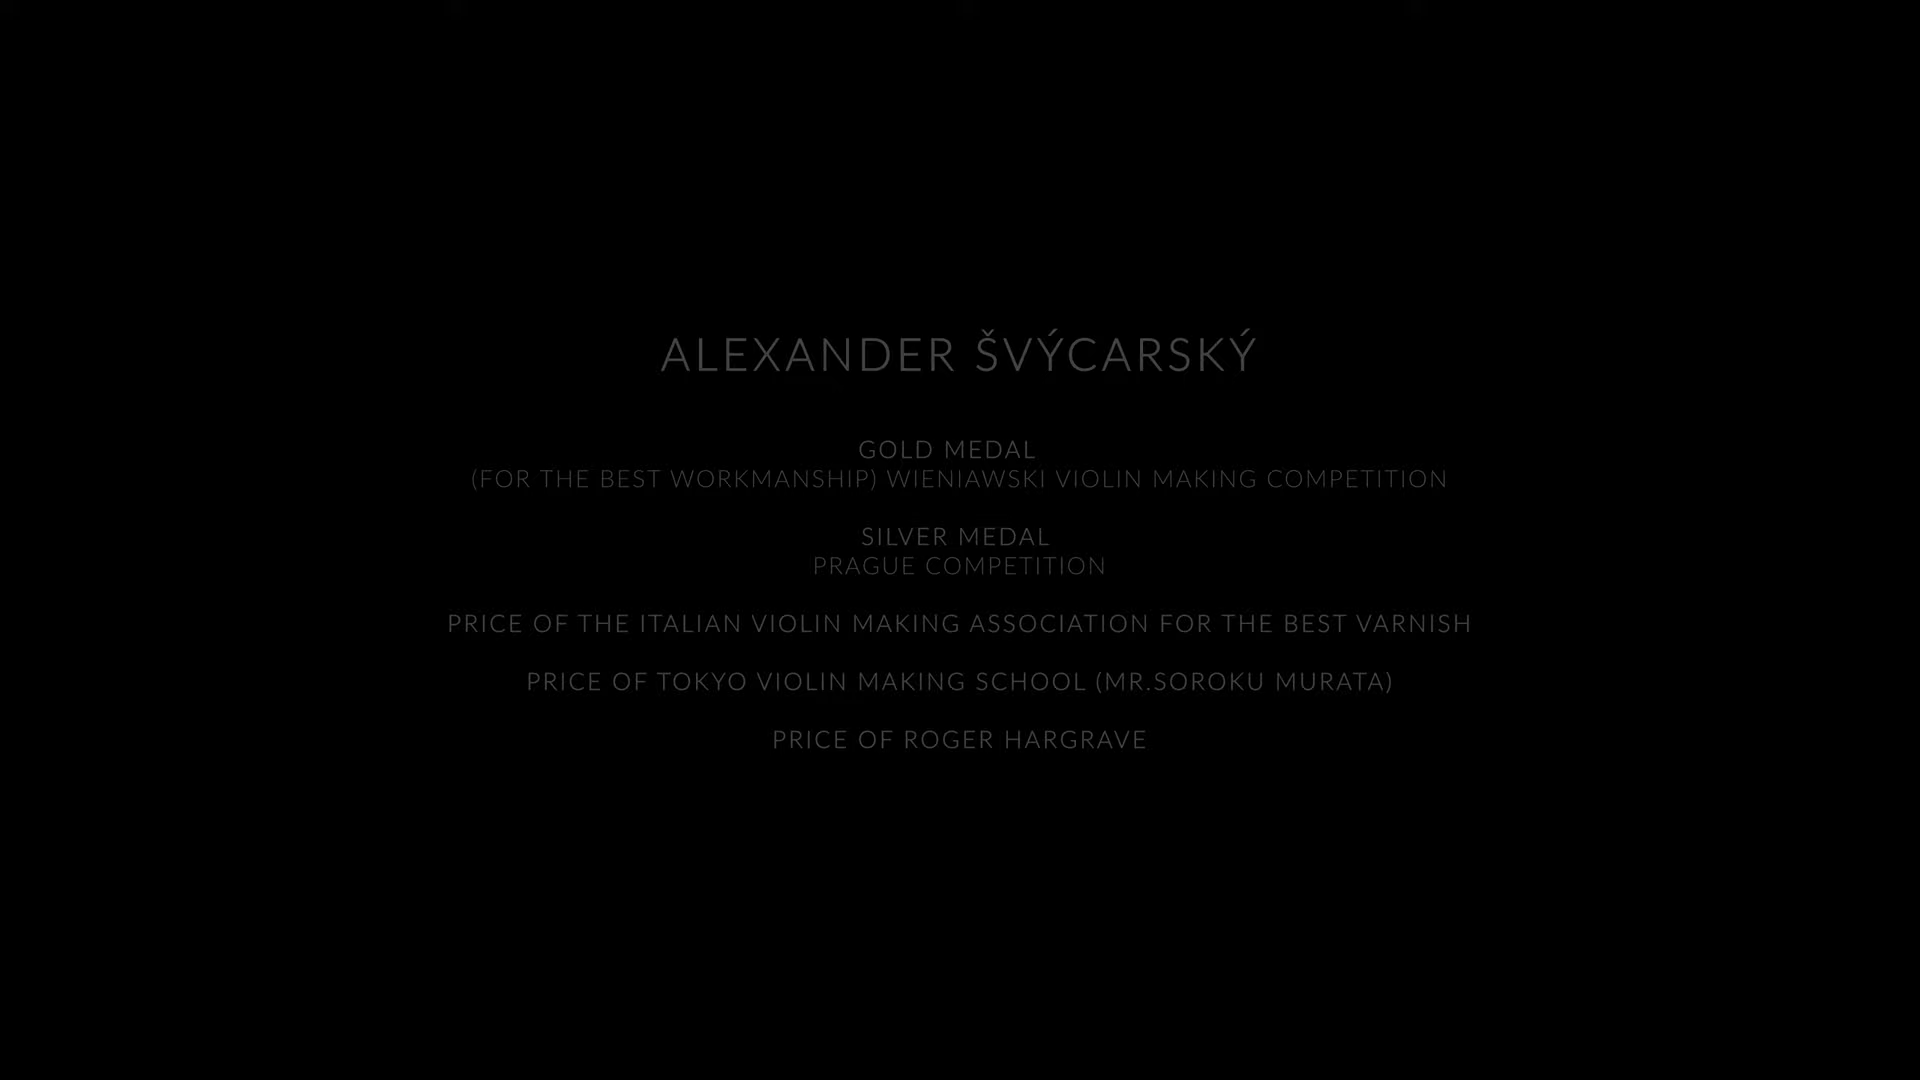 ALEXANDER ŠVÝCARSKÝ
GOLD MEDAL
(FOR THE BEST WORKMANSHIP) WIENIAWSKI VIOLIN MAKING COMPETITION
SILVER MEDAL
PRAGUE COMPETITION
PRICE OF THE ITALIAN VIOLIN MAKING ASSOCIATION FOR THE BEST VARNISH
PRICE OF TOKYO VIOLIN MAKING SCHOOL (MR.SOROKU MURATA)
PRICE OF ROGER HARGRAVE